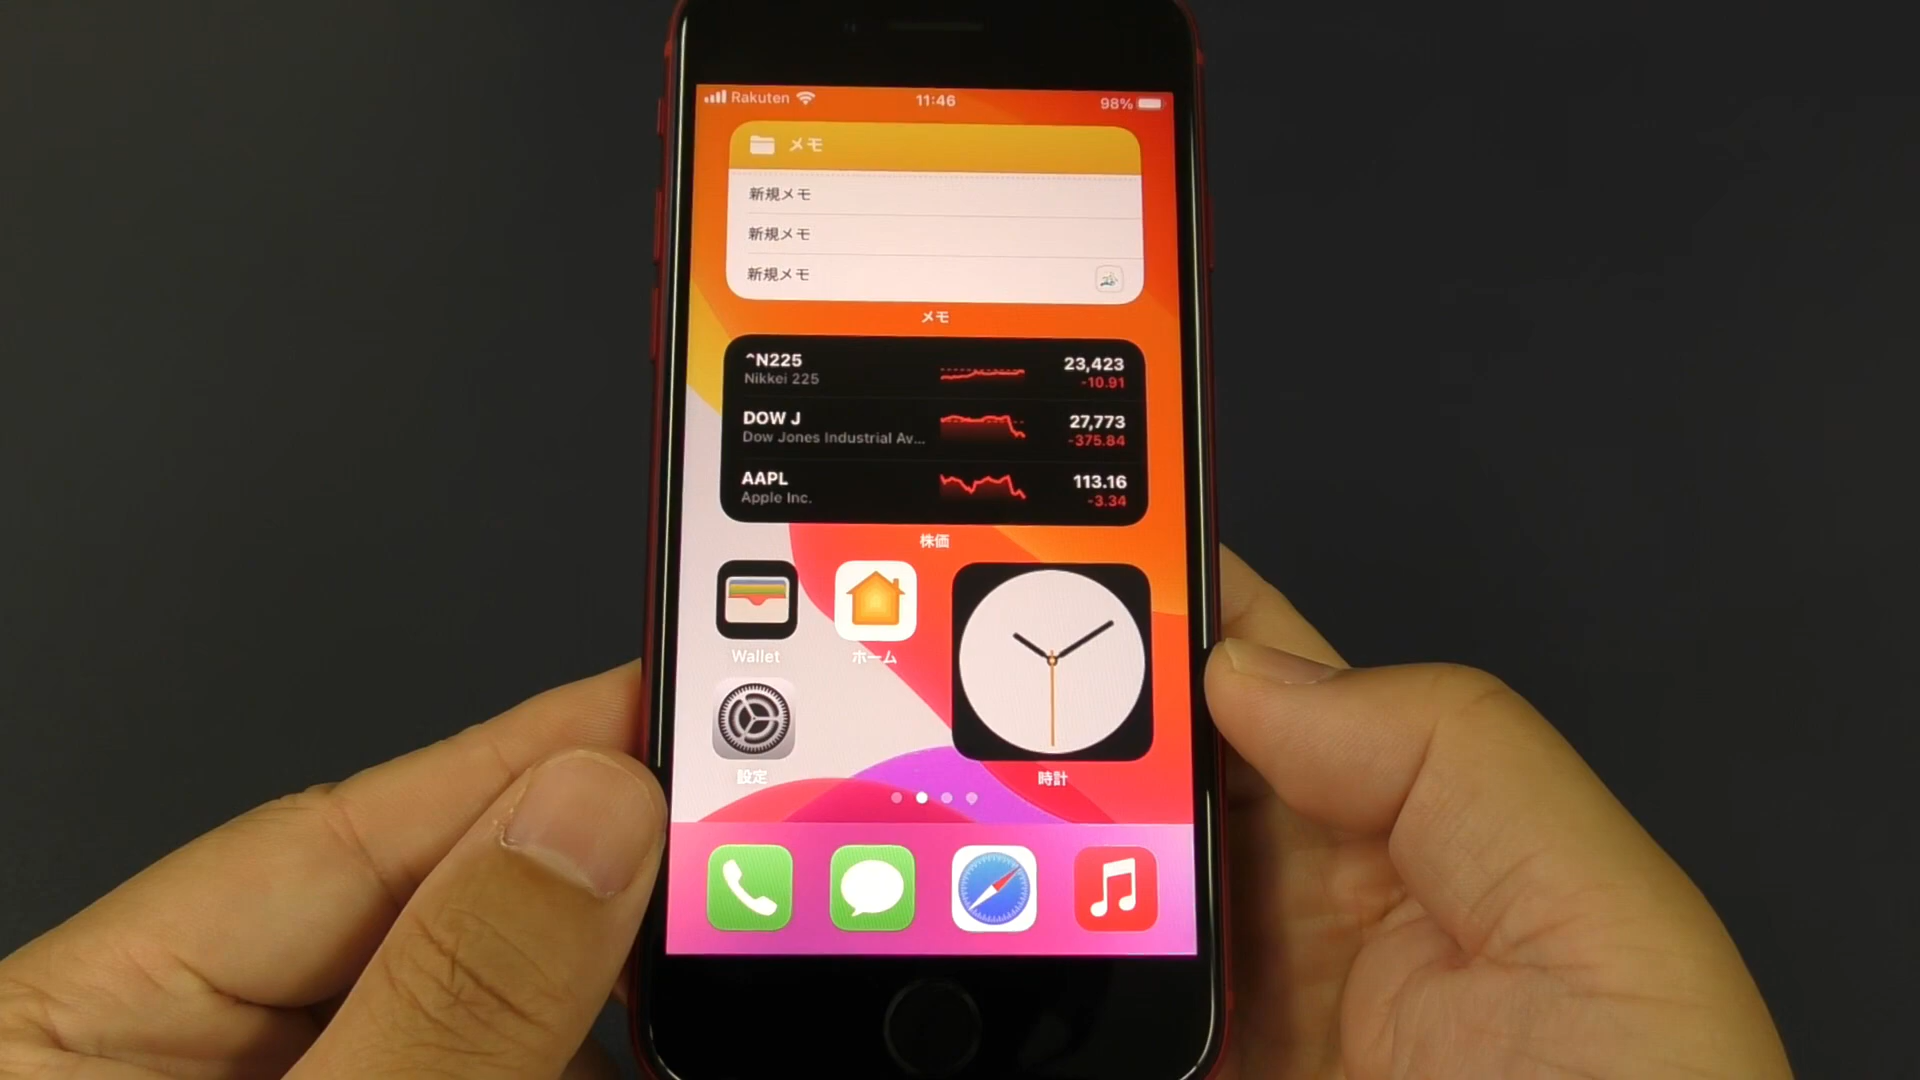 Rakuten 11:46 98%
メモ
新規メモ
新規メモ
新規メモ
メモ
^N225 23,423
Nikkei 225 -10.91
DOW J 27,773
Dow Jones Industrial Av... -375.84
AAPL 113.16
Apple Inc. -3.34
株価
Wallet ホーム
設定 時計